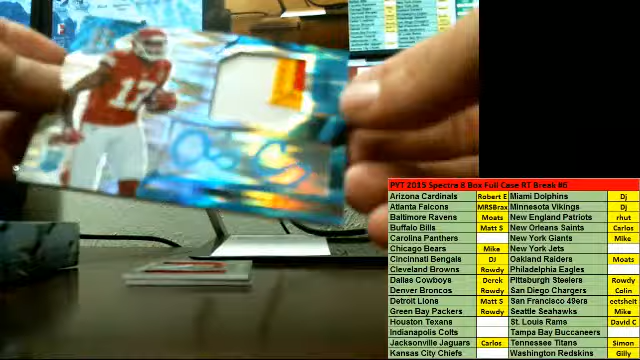 17
PYT 2015 Spectra 8 Box Full Case RT Break #6
Arizona Cardinals Robert E Miami Dolphins Dj
Atlanta Falcons MRSBrax Minnesota Vikings Dj
Baltimore Ravens Moats New England Patriots rhut
Buffalo Bills Matt S New Orleans Saints Carlos
Carolina Panthers New York Giants Mike
Chicago Bears Mike New York Jets
Cincinnati Bengals DJ Oakland Raiders Moats
Cleveland Browns Rowdy Philadelphia Eagles
Dallas Cowboys Derek Pittsburg Steelers Rowdy
Denver Broncos Rowdy San Diego Chargers Colin
Detroit Lions Matt S San Francisco 49ers eetsheit
Green Bay Packers Rowdy Seattle Seahawks Mike
Houston Texans St. Louis Rams David C
Indianapolis Colts Tampa Bay Buccaneers
Jacksonville Jaguars Carlos Tennessee Titans Simon
Kansas City Chiefs Washington Redskins Gilly